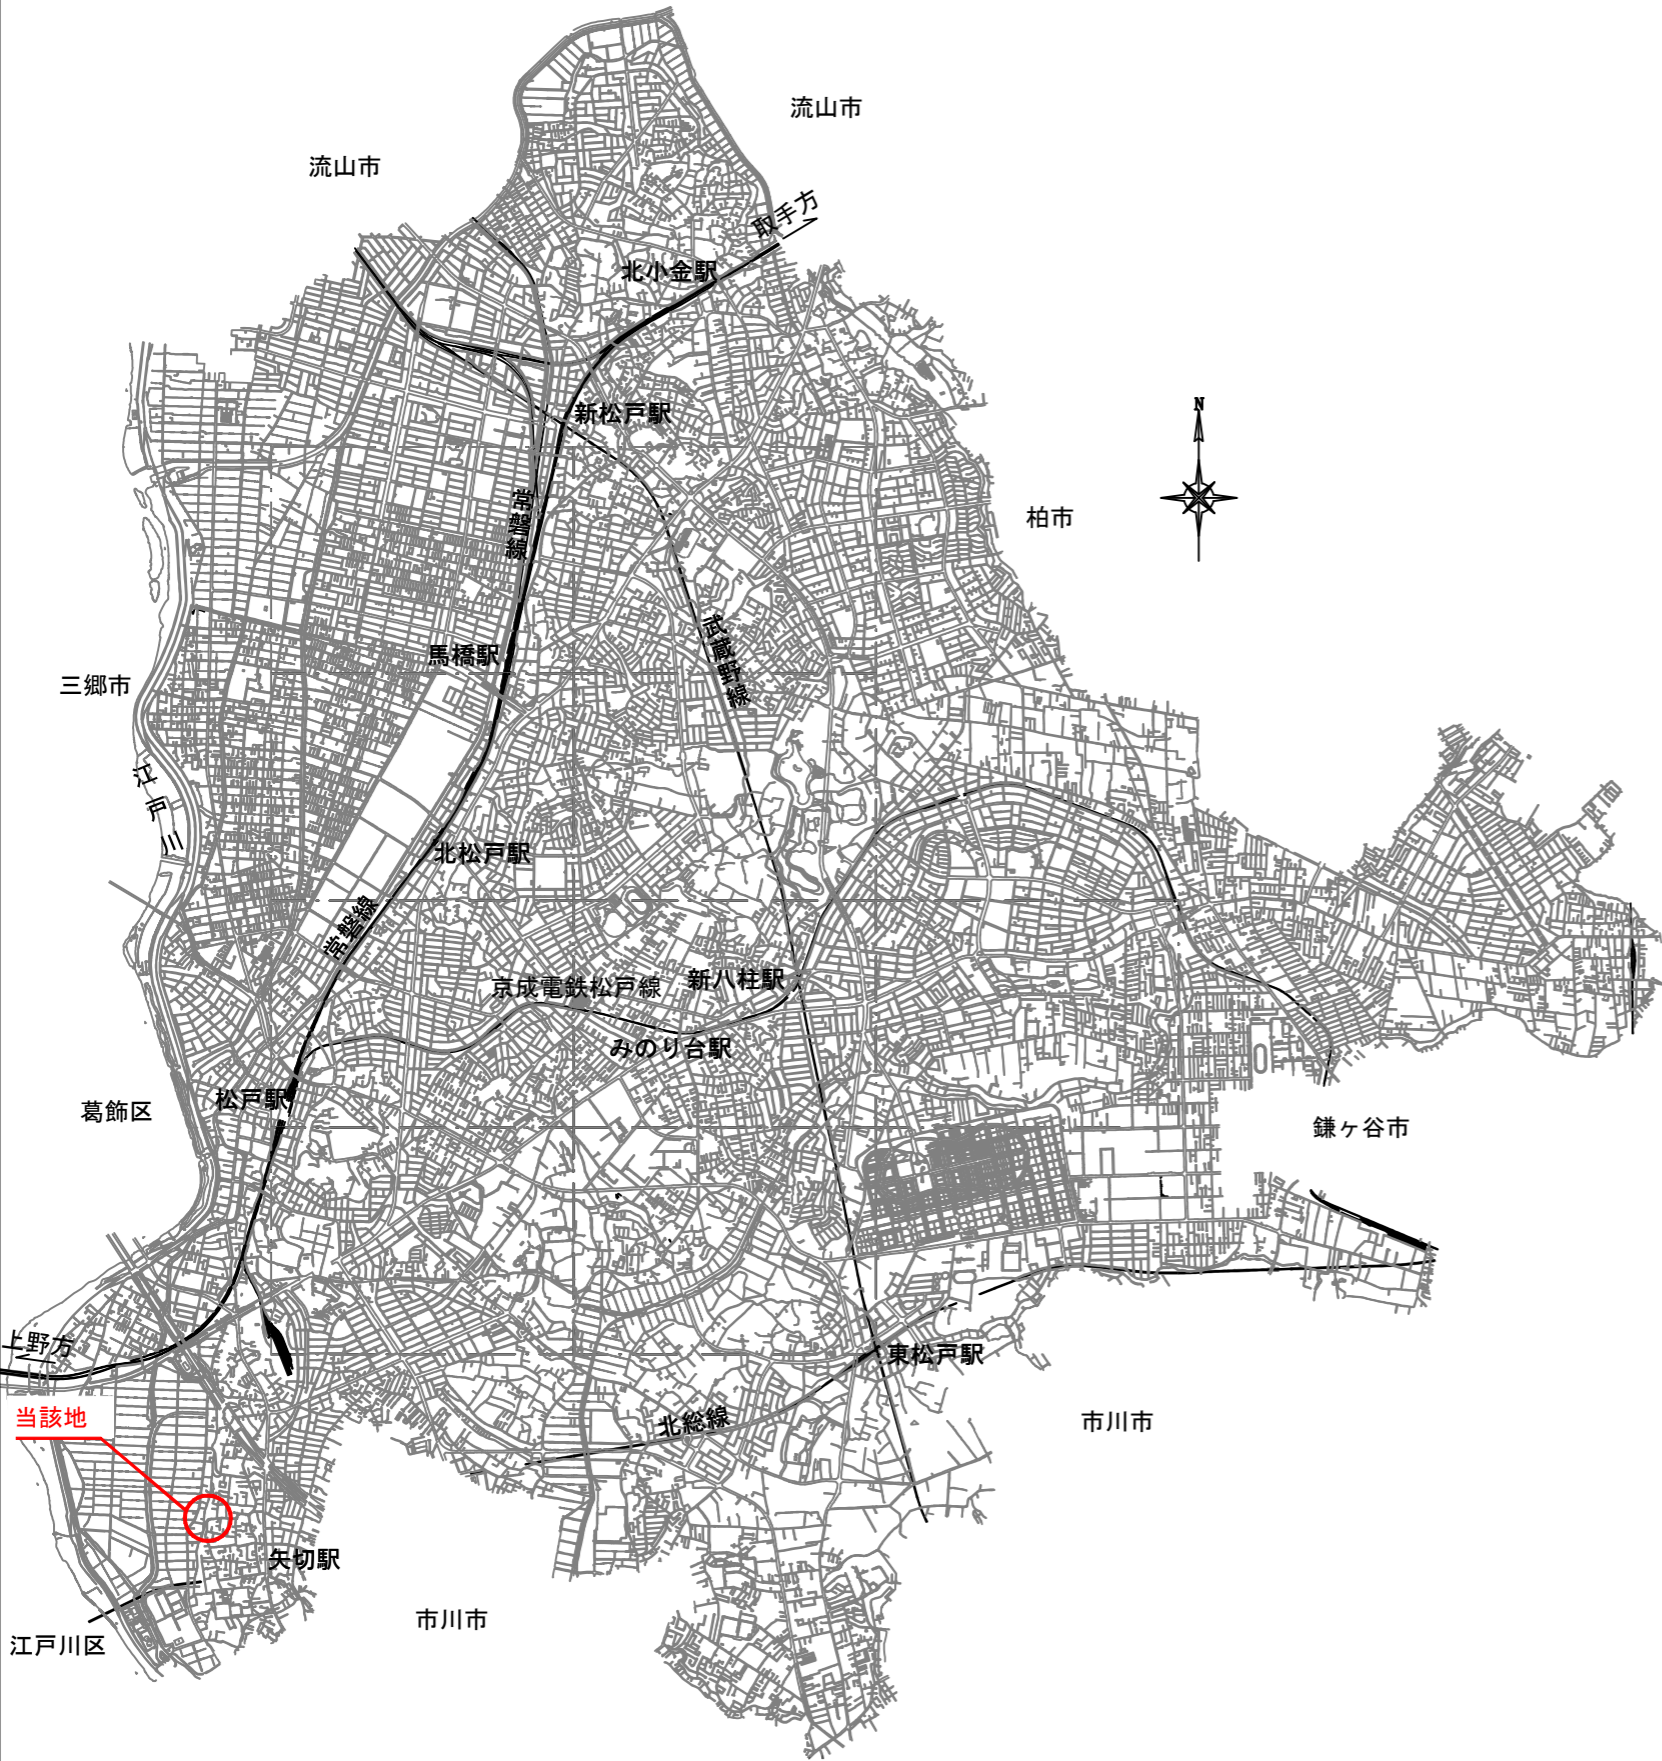 流山市
流山市
取手方
北小金駅
新松戸駅
N
常磐線
柏市
武蔵野線
馬橋駅
三郷市
江戸川
北松戸駅
常磐線
京成電鉄松戸線
新八柱駅
みのり台駅
松戸駅
葛飾区
鎌ヶ谷市
上野方
東松戸駅
当該地
北総線
市川市
矢切駅
市川市
江戸川区